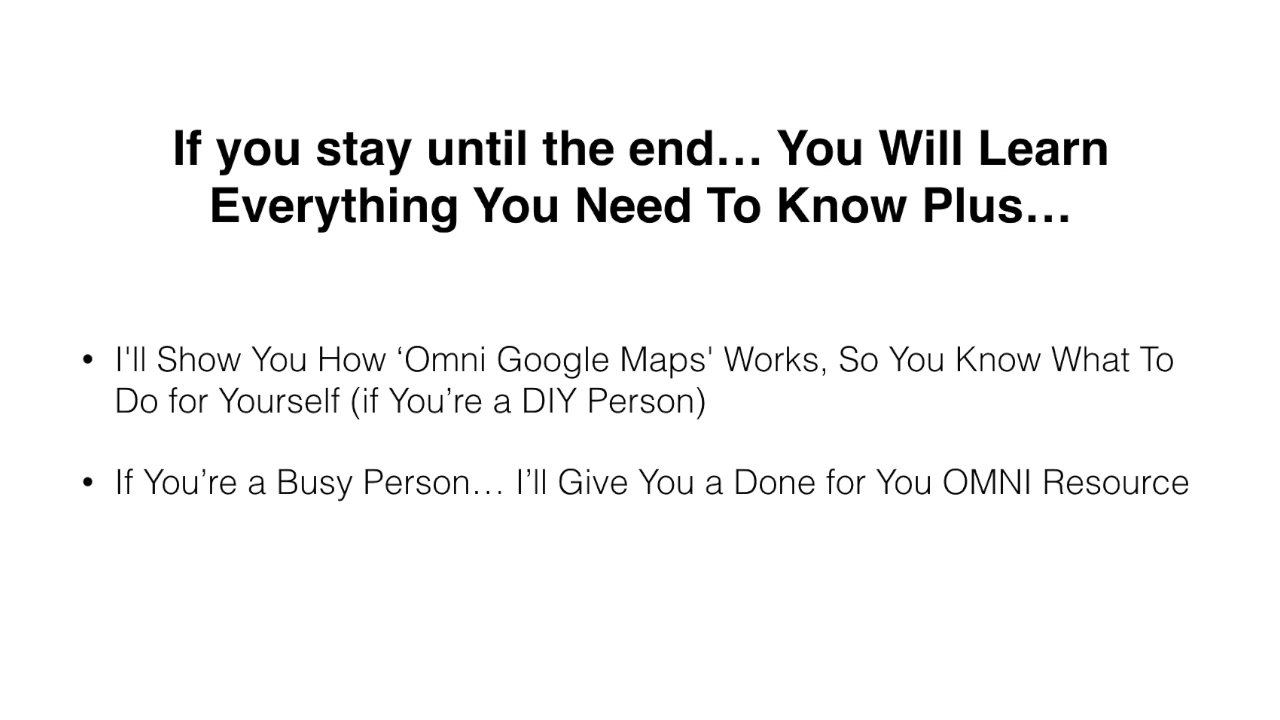 If you stay until the end… You Will Learn
Everything You Need To Know Plus…
• I'll Show You How ‘Omni Google Maps' Works, So You Know What To
Do for Yourself (if You’re a DIY Person)
• If You’re a Busy Person… I’ll Give You a Done for You OMNI Resource